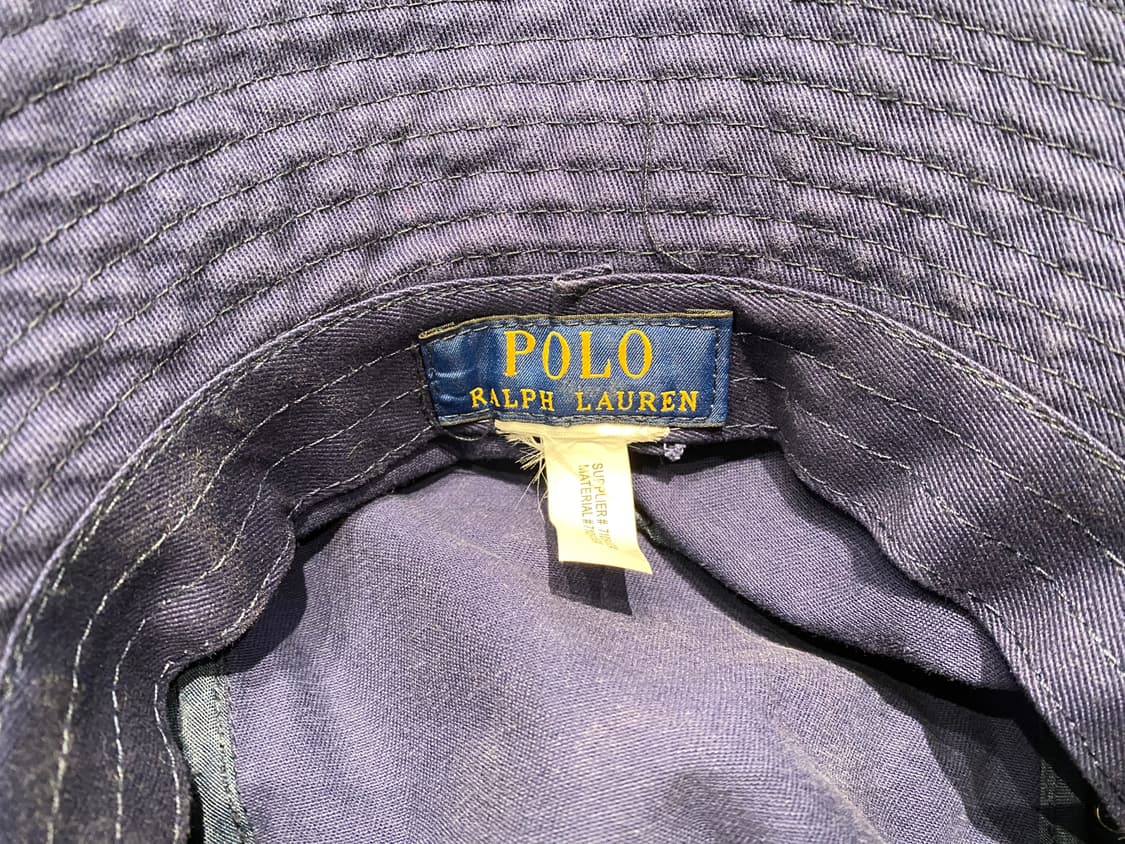 POLO
RALPH LAUREN
SUPPLIER #
MATERIAL #